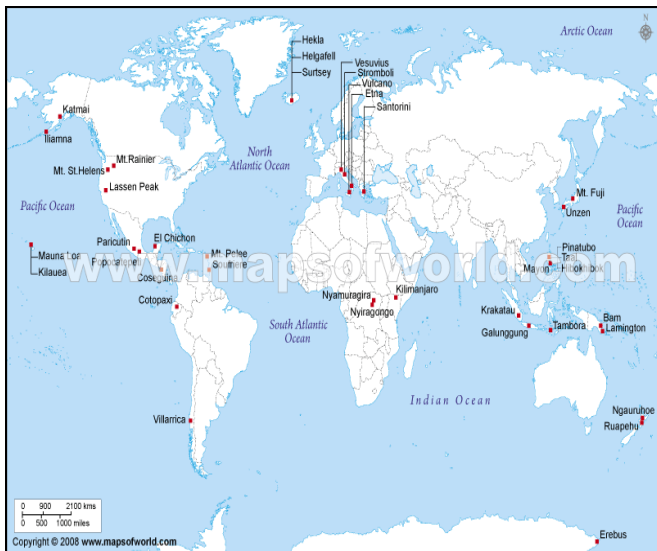 Arctic Ocean
Hekla
Helgafell
Surtsey
Vesuvius
Stromboli
Vulcano
Etna
Santorini
Katmai
Iliamna
North
Atlantic Ocean
Mt.Rainier
Mt. St.Helens
Lassen Peak
Mt. Fuji
Unzen
Pacific Ocean
Pacific
Ocean
Paricutin
El Chichon
Popocatepetl
Mt. Pelee
Soufriere
Mauna Loa
Kilauea
www.mapsofworld.com
Coseguina
Pinatubo
Taal
Mayon
Hibokhibok
Cotopaxi
Nyamuragira
Kilimanjaro
Nyiragongo
South Atlantic
Ocean
Krakatau
Galunggung
Tambora
Bam
Lamington
Indian Ocean
Villarrica
Ngauruhoe
Ruapehu
0 900 2100 kms
0 500 1000 miles
Copyright © 2008 www.mapsofworld.com
Erebus